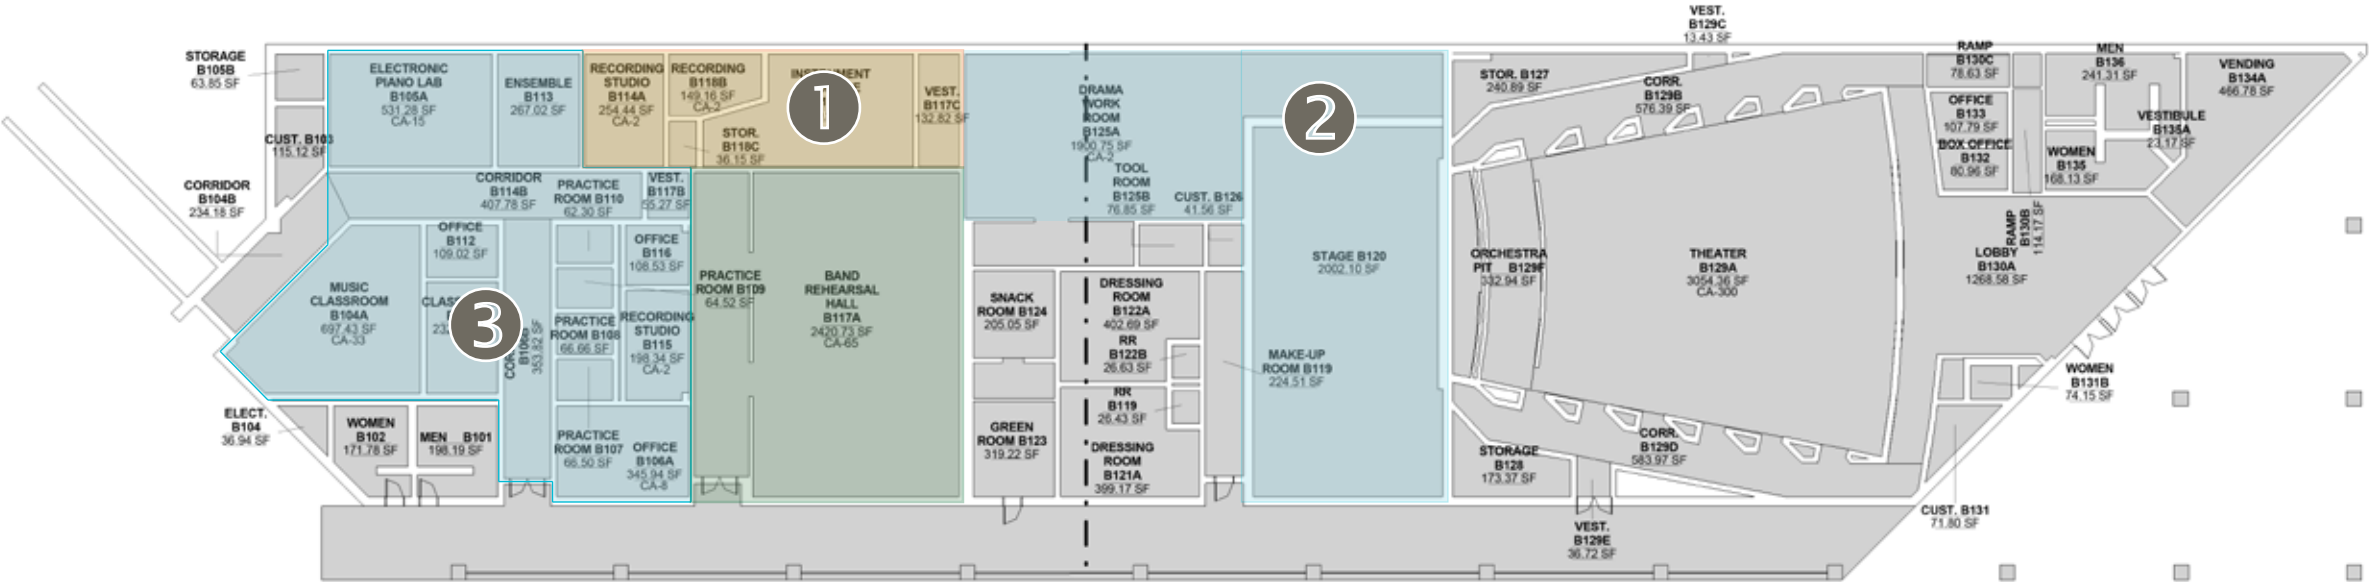 STORAGE
B105B
63.85 SF
CUST. B103
115.12 SF
CORRIDOR
B104B
234.18 SF
ELECTRONIC
PIANO LAB
B105A
531.28 SF
CA-15
ENSEMBLE
B113
267.02 SF
RECORDING
STUDIO
B114A
254.44 SF
CA-2
RECORDING
B118B
149.16 SF
CA-2
STOR.
B118C
36.15 SF
1
VEST.
B117C
132.82 SF
CORRIDOR
B114B
407.78 SF
PRACTICE
ROOM B110
62.30 SF
VEST.
B117B
55.27 SF
OFFICE
B112
109.02 SF
OFFICE
B116
108.53 SF
MUSIC
CLASSROOM
B104A
697.43 SF
CA-33
3
353.82 SF
PRACTICE
ROOM B109
64.52 SF
PRACTICE
ROOM B108
66.66 SF
RECORDING
STUDIO
B115
198.34 SF
CA-2
BAND
REHEARSAL
HALL
B117A
2420.73 SF
CA-65
ELECT.
B104
36.94 SF
WOMEN
B102
171.78 SF
MEN B101
198.19 SF
PRACTICE
ROOM B107
66.50 SF
OFFICE
B106A
345.94 SF
CA-8
DRAMA
WORK
ROOM
B125A
1900.75 SF
CA-2
TOOL
ROOM
B125B
76.85 SF
CUST. B126
41.56 SF
2
SNACK
ROOM B124
205.05 SF
DRESSING
ROOM
B122A
402.69 SF
RR
B122B
26.63 SF
RR
B119
26.43 SF
GREEN
ROOM B123
319.22 SF
DRESSING
ROOM
B121A
399.17 SF
STAGE B120
2002.10 SF
MAKE-UP
ROOM B119
224.51 SF
STOR. B127
240.89 SF
VEST.
B129C
13.43 SF
CORR.
B129B
576.39 SF
ORCHESTRA
PIT B129F
332.94 SF
THEATER
B129A
3054.36 SF
CA-300
STORAGE
B128
173.37 SF
CORR.
B129D
583.97 SF
VEST.
B129E
36.72 SF
RAMP
B130C
78.63 SF
OFFICE
B133
107.79 SF
BOX OFFICE
B132
80.96 SF
MEN
B136
241.31 SF
WOMEN
B135
168.13 SF
VESTIBULE
B135A
23.17 SF
VENDING
B134A
466.78 SF
RAMP
B130B
114.17 SF
LOBBY
B130A
1268.58 SF
WOMEN
B131B
74.15 SF
CUST. B131
71.80 SF